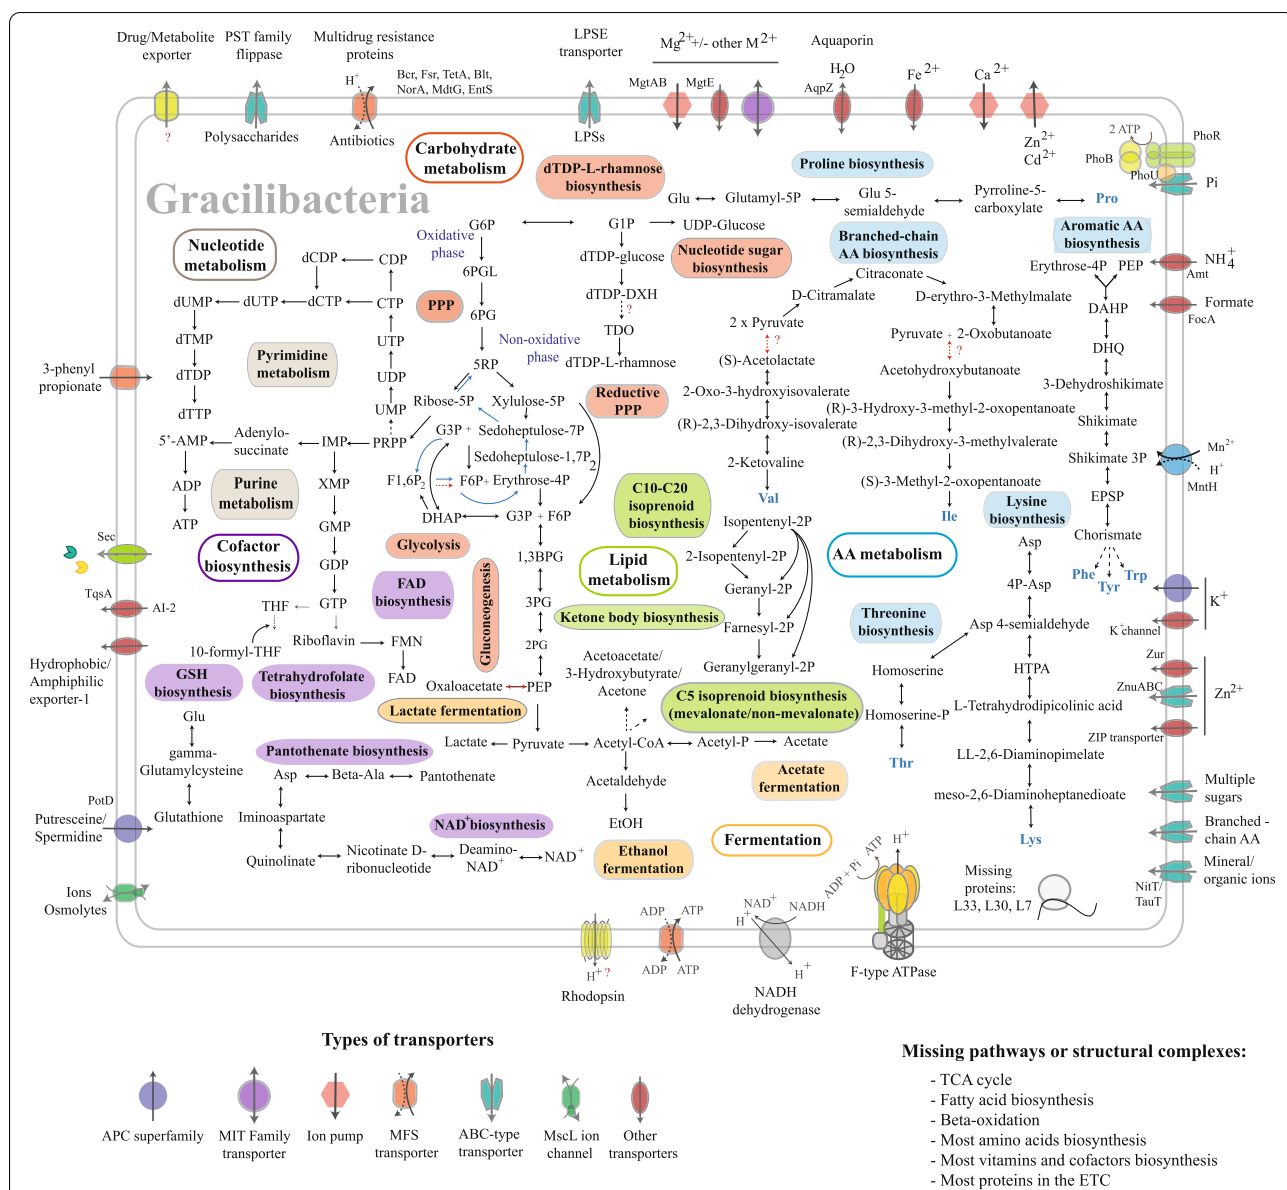 Drug/Metabolite
exporter
PST family
flippase
Multidrug resistance
proteins
H+
Bcr, Fsr, TetA, Blt,
NorA, MdtG, EntS
LPSE
transporter
Mg2+ +/- other M2+
MgtAB
MgtE
Aquaporin
H2O
AqpZ
Fe 2+
Ca 2+
?
Polysaccharides
Antibiotics
LPSs
Zn2+
Cd2+
2 ATP
PhoR
PhoB
PhoU
Pi
Gracilibacteria
Carbohydrate
metabolism
dTDP-L-rhamnose
biosynthesis
Proline biosynthesis
Glu
Glutamyl-5P
Glu 5-
semialdehyde
Pyrroline-5-
carboxylate
Pro
G6P
G1P
UDP-Glucose
Oxidative
phase
Nucleotide
metabolism
Nucleotide sugar
biosynthesis
Branched-chain
AA biosynthesis
Aromatic AA
biosynthesis
dCDP
CDP
6PGL
dTDP-glucose
Citraconate
Erythrose-4P
PEP
NH4+
Amt
dUMP
dUTP
dCTP
CTP
PPP
6PG
dTDP-DXH
?
D-Citramalate
D-erythro-3-Methylmalate
DAHP
Formate
FocA
dTMP
UTP
Non-oxidative
phase
TDO
2 x Pyruvate
?
Pyruvate + 2-Oxobutanoate
?
DHQ
Pyrimidine
metabolism
5RP
dTDP-L-rhamnose
(S)-Acetolactate
Acetohydroxybutanoate
3-phenyl
propionate
dTDP
UDP
3-Dehydroshikimate
dTTP
UMP
Ribose-5P
Xylulose-5P
Reductive
PPP
2-Oxo-3-hydroxyisovalerate
(R)-3-Hydroxy-3-methyl-2-oxopentanoate
Shikimate
5'-AMP
Adenylo-
succinate
IMP
PRPP
G3P +
Sedoheptulose-7P
(R)-2,3-Dihydroxy-isovalerate
(R)-2,3-Dihydroxy-3-methylvalerate
Shikimate 3P
Mn2+
H+
MntH
Sedoheptulose-1,7P2
2-Ketovaline
(S)-3-Methyl-2-oxopentanoate
ADP
Purine
metabolism
XMP
F1,6P2
F6P+
Erythrose-4P
C10-C20
isoprenoid
biosynthesis
Val
Ile
Lysine
biosynthesis
EPSP
ATP
GMP
DHAP
G3P + F6P
Isopentenyl-2P
Chorismate
Sec
Cofactor
biosynthesis
GDP
Glycolysis
1,3BPG
Lipid
metabolism
2-Isopentenyl-2P
AA metabolism
Asp
Phe
Tyr
Trp
TqsA
AI-2
THF
GTP
FAD
biosynthesis
Gluconeogenesis
3PG
Geranyl-2P
4P-Asp
K+
K+channel
Ketone body biosynthesis
Farnesyl-2P
Threonine
biosynthesis
Asp 4-semialdehyde
10-formyl-THF
Riboflavin
FMN
2PG
Acetoacetate/
3-Hydroxybutyrate/
Acetone
Geranylgeranyl-2P
Homoserine
HTPA
Zur
ZnuABC
Zn2+
ZIP transporter
Hydrophobic/
Amphiphilic
exporter-1
GSH
biosynthesis
Tetrahydrofolate
biosynthesis
FAD
Oxaloacetate
PEP
C5 isoprenoid biosynthesis
(mevalonate/non-mevalonate)
Homoserine-P
L-Tetrahydrodipicolinic acid
Glu
Lactate fermentation
gamma-
Glutamylcysteine
Pantothenate biosynthesis
Lactate
Pyruvate
Acetyl-CoA
Acetyl-P
Acetate
Thr
LL-2,6-Diaminopimelate
Asp
Beta-Ala
Pantothenate
Acetaldehyde
Acetate
fermentation
meso-2,6-Diaminoheptanedioate
Multiple
sugars
PotD
Putresceine/
Spermidine
Glutathione
Iminoaspartate
NAD+biosynthesis
EtOH
Fermentation
Lys
Branched -
chain AA
Quinolinate
Nicotinate D-
ribonucleotide
Deamino-
NAD+
NAD+
Ethanol
fermentation
ADP + Pi
ATP
H+
Missing
proteins:
L33, L30, L7
Mineral/
organic ions
NitT/
TauT
Ions
Osmolytes
ADP
ATP
NAD+
NADH
H+
H+ ?
ADP
ATP
H+
Rhodopsin
NADH
dehydrogenase
F-type ATPase
Types of transporters
APC superfamily
MIT Family
transporter
Ion pump
MFS
transporter
ABC-type
transporter
MscL ion
channel
Other
transporters
Missing pathways or structural complexes:
- TCA cycle
- Fatty acid biosynthesis
- Beta-oxidation
- Most amino acids biosynthesis
- Most vitamins and cofactors biosynthesis
- Most proteins in the ETC